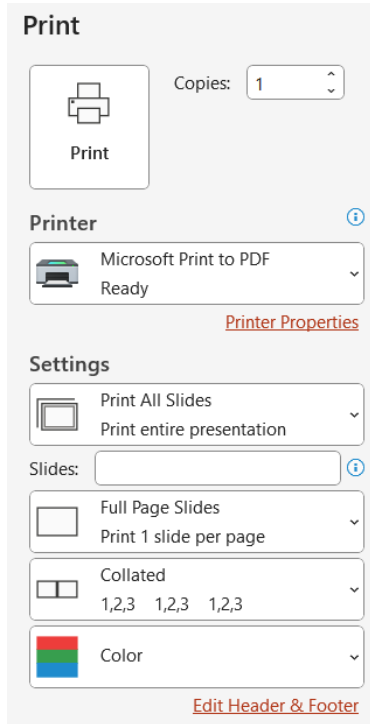 Print
Copies: 1
Print
Printer
Microsoft Print to PDF
Ready
Printer Properties
Settings
Print All Slides
Print entire presentation
Slides:
Full Page Slides
Print 1 slide per page
Collated
1,2,3 1,2,3 1,2,3
Color
Edit Header & Footer